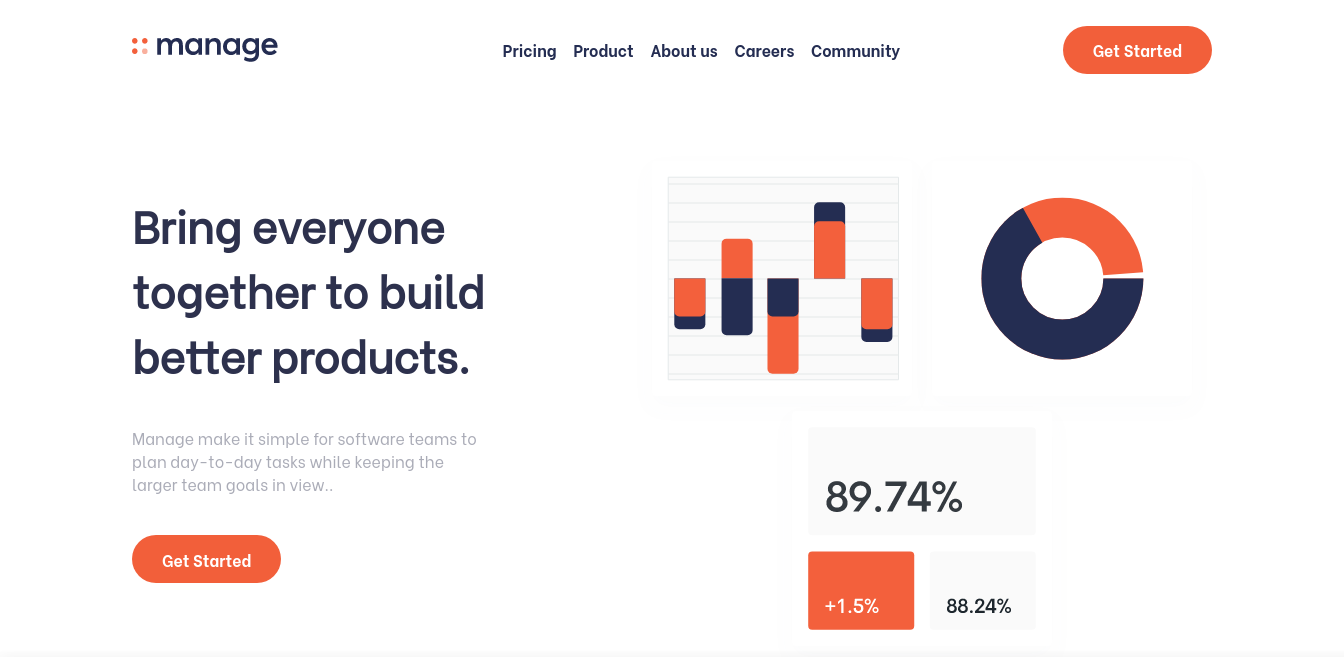 manage
Pricing Product About us Careers Community
Get Started
Bring everyone
together to build
better products.
Manage make it simple for software teams to
plan day-to-day tasks while keeping the
larger team goals in view..
Get Started
89.74%
+1.5%
88.24%